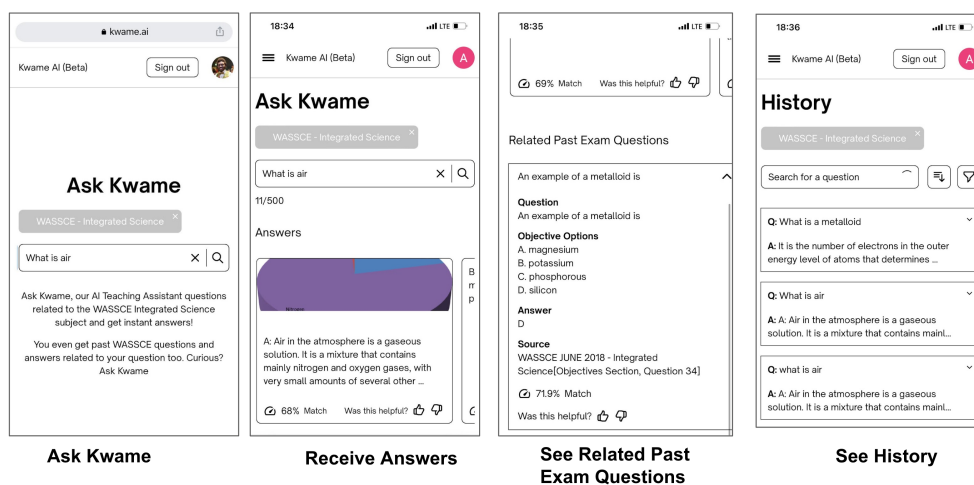 kwame.ai
Kwame AI (Beta)
Sign out
Ask Kwame
WASSCE - Integrated Science ×
What is air
Ask Kwame, our AI Teaching Assistant questions
related to the WASSCE Integrated Science
subject and get instant answers!
You even get past WASSCE questions and
answers related to your question too. Curious?
Ask Kwame
Ask Kwame
18:34
LTE
Kwame AI (Beta)
Sign out
A
Ask Kwame
WASSCE - Integrated Science ×
What is air
11/500
Answers
A: Air in the atmosphere is a gaseous
solution. It is a mixture that contains
mainly nitrogen and oxygen gases, with
very small amounts of several other ...
68% Match Was this helpful?
B
m
p
Receive Answers
18:35
LTE
69% Match Was this helpful?
Related Past Exam Questions
An example of a metalloid is
Question
An example of a metalloid is
Objective Options
A. magnesium
B. potassium
C. phosphorous
D. silicon
Answer
D
Source
WASSCE JUNE 2018 - Integrated
Science[Objectives Section, Question 34]
71.9% Match
Was this helpful?
See Related Past
Exam Questions
18:36
LTE
Kwame AI (Beta)
Sign out
A
History
WASSCE - Integrated Science ×
Search for a question
Q: What is a metalloid
A: It is the number of electrons in the outer
energy level of atoms that determines ...
Q: What is air
A: A: Air in the atmosphere is a gaseous
solution. It is a mixture that contains mainl...
Q: what is air
A: A: Air in the atmosphere is a gaseous
solution. It is a mixture that contains mainl...
See History